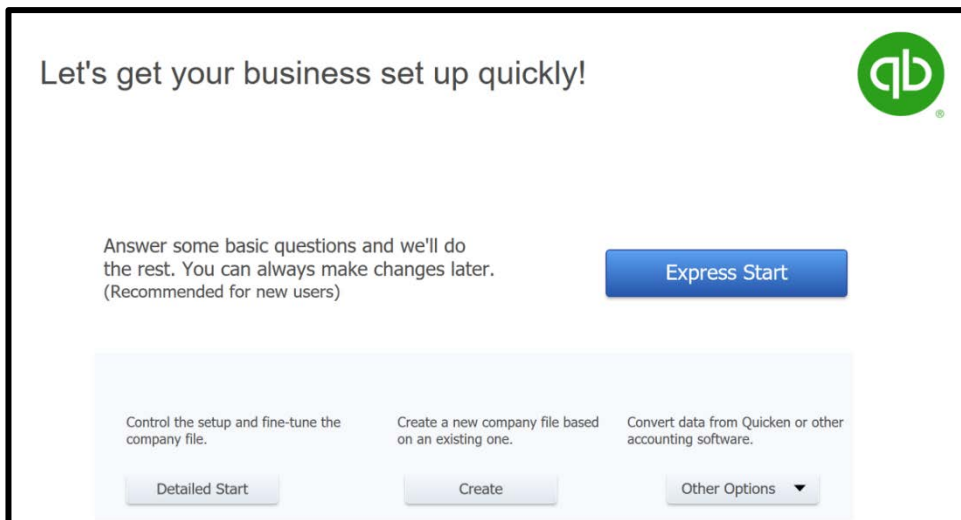 Let's get your business set up quickly!
qb
®
Answer some basic questions and we'll do
the rest. You can always make changes later.
(Recommended for new users)
Express Start
Control the setup and fine-tune the
company file.
Detailed Start
Create a new company file based
on an existing one.
Create
Convert data from Quicken or other
accounting software.
Other Options